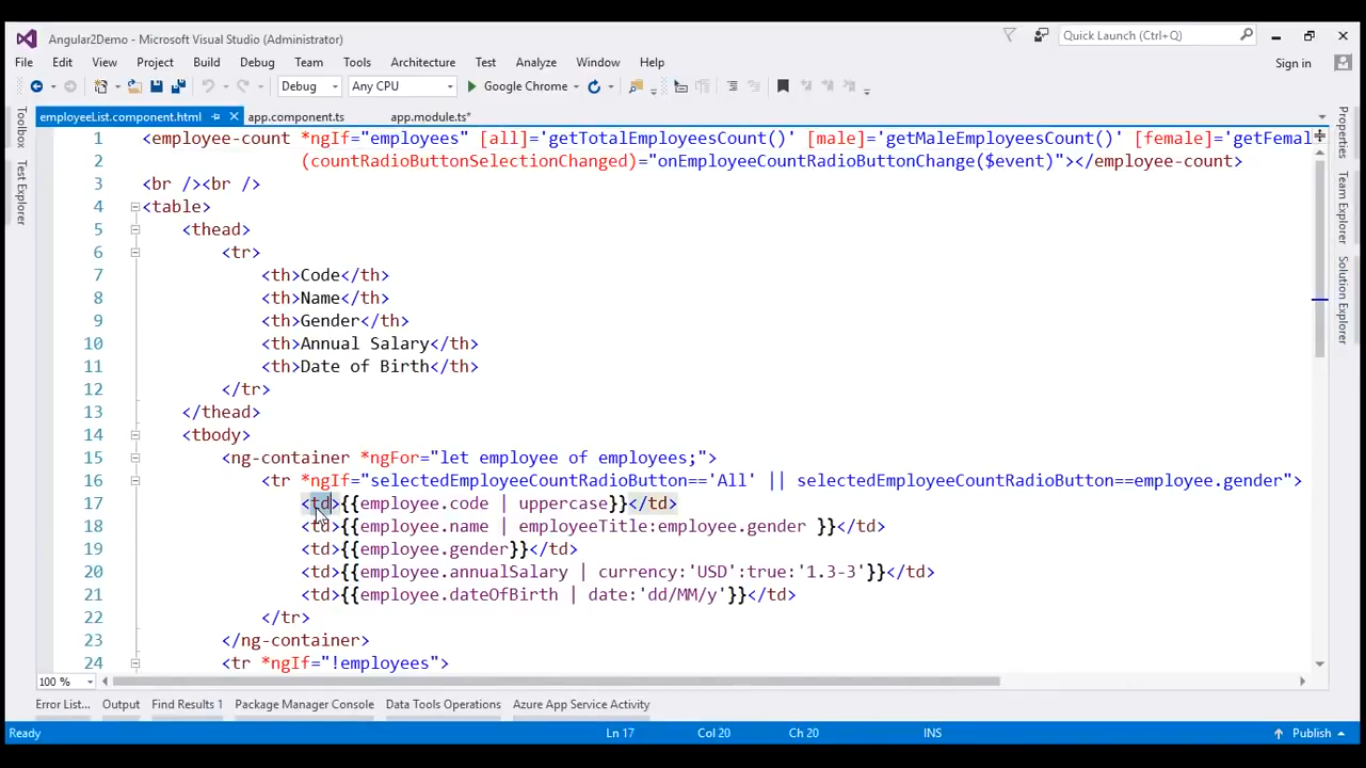 Angular2Demo - Microsoft Visual Studio (Administrator)
Quick Launch (Ctrl+Q)
File Edit View Project Build Debug Team Tools Architecture Test Analyze Window Help
Sign in
Debug Any CPU Google Chrome
Toolbox
Test Explorer
employeeList.component.html app.component.ts app.module.ts*
1 <employee-count *ngIf="employees" [all]='getTotalEmployeesCount()' [male]='getMaleEmployeesCount()' [female]='getFemal
2 (countRadioButtonSelectionChanged)="onEmployeeCountRadioButtonChange($event)"></employee-count>
3 <br /><br />
4 <table>
5 <thead>
6 <tr>
7 <th>Code</th>
8 <th>Name</th>
9 <th>Gender</th>
10 <th>Annual Salary</th>
11 <th>Date of Birth</th>
12 </tr>
13 </thead>
14 <tbody>
15 <ng-container *ngFor="let employee of employees;">
16 <tr *ngIf="selectedEmployeeCountRadioButton=='All' || selectedEmployeeCountRadioButton==employee.gender">
17 <td>{{employee.code | uppercase}}</td>
18 <td>{{employee.name | employeeTitle:employee.gender }}</td>
19 <td>{{employee.gender}}</td>
20 <td>{{employee.annualSalary | currency:'USD':true:'1.3-3'}}</td>
21 <td>{{employee.dateOfBirth | date:'dd/MM/y'}}</td>
22 </tr>
23 </ng-container>
24 <tr *ngIf="!employees">
Properties
Team Explorer
Solution Explorer
100 %
Error List... Output Find Results 1 Package Manager Console Data Tools Operations Azure App Service Activity
Ready Ln 17 Col 20 Ch 20 INS Publish